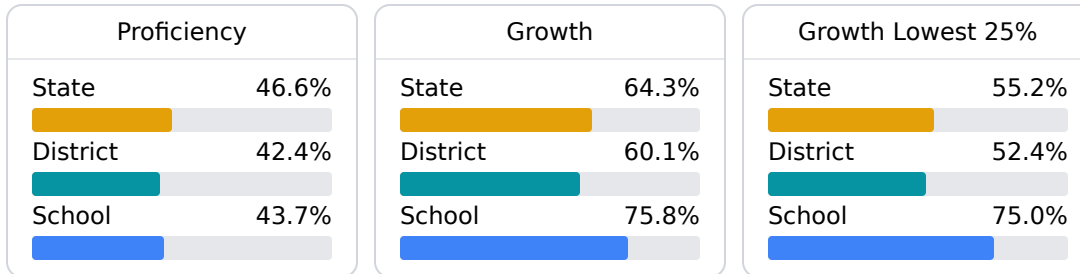 Proficiency
State 46.6%
District 42.4%
School 43.7%
Growth
State 64.3%
District 60.1%
School 75.8%
Growth Lowest 25%
State 55.2%
District 52.4%
School 75.0%